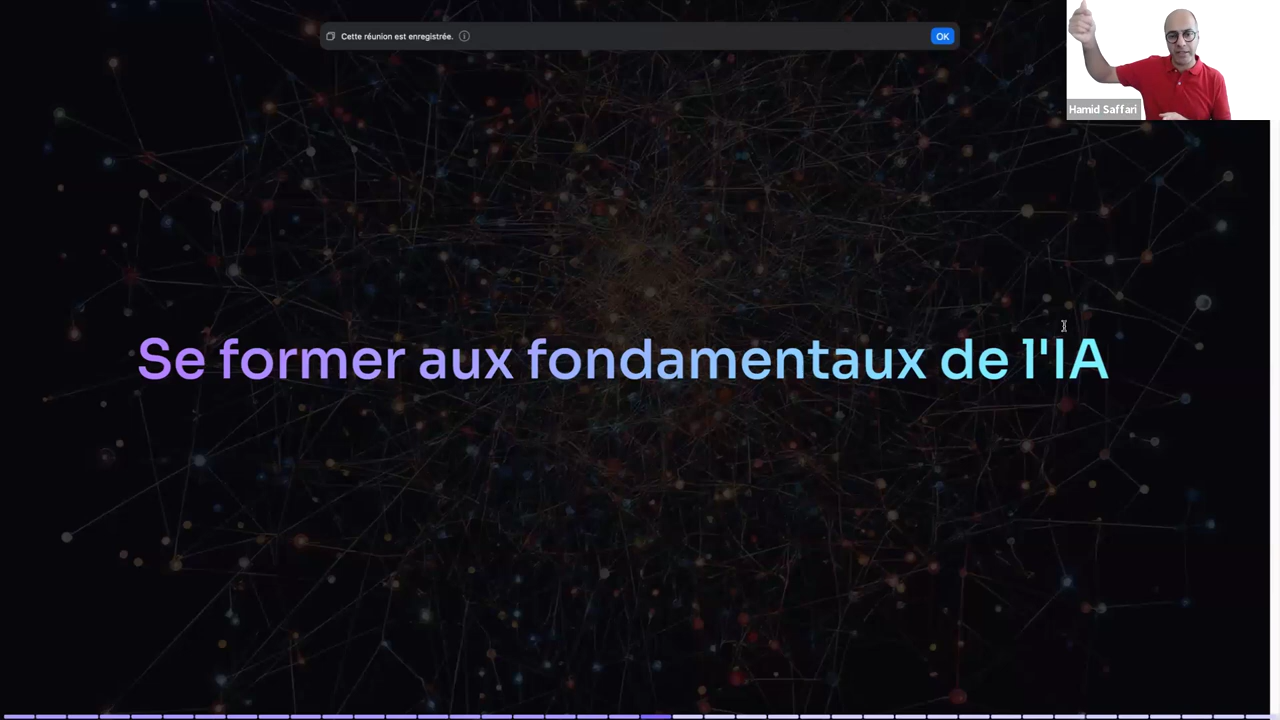 Cette réunion est enregistrée.
OK
Hamid Saffari
Se former aux fondamentaux de l'IA